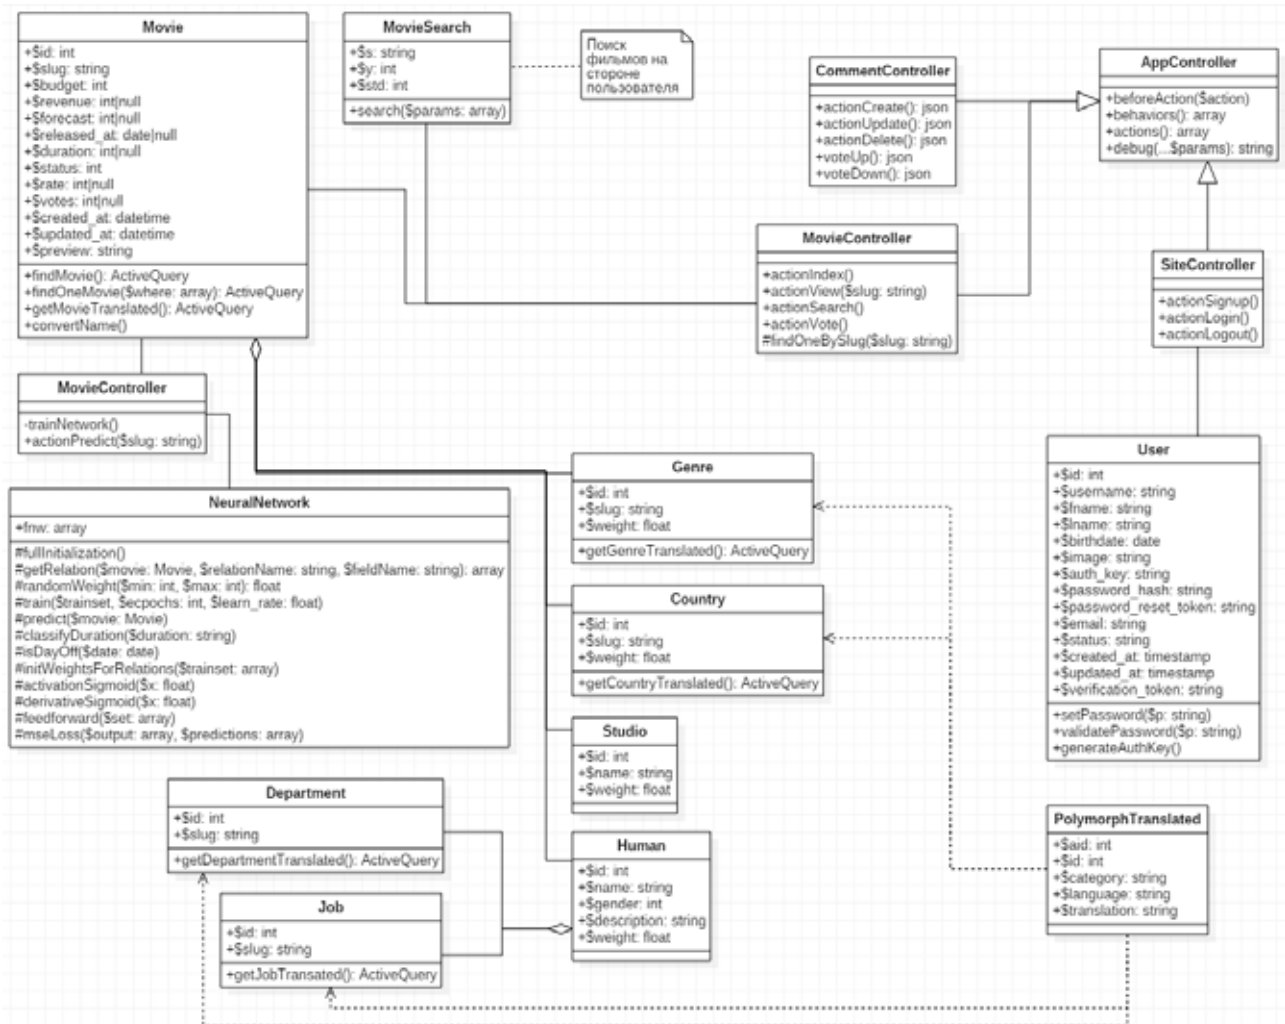 Movie
+$id: int
+$slug: string
+$budget: int
+$revenue: int|null
+$forecast: int|null
+$released_at: date|null
+$duration: int|null
+$status: int
+$rate: int|null
+$votes: int|null
+$created_at: datetime
+$updated_at: datetime
+$preview: string
+findMovie(): ActiveQuery
+findOneMovie($where: array): ActiveQuery
+getMovieTranslated(): ActiveQuery
+convertName()
MovieSearch
+$s: string
+$y: int
+$std: int
+search($params: array)
Поиск
фильмов на
стороне
пользователя
CommentController
+actionCreate(): json
+actionUpdate(): json
+actionDelete(): json
+voteUp(): json
+voteDown(): json
AppController
+beforeAction($action)
+behaviors(): array
+actions(): array
+debug(...$params): string
MovieController
+actionIndex()
+actionView($slug: string)
+actionSearch()
+actionVote()
#findOneBySlug($slug: string)
SiteController
+actionSignup()
+actionLogin()
+actionLogout()
MovieController
-trainNetwork()
+actionPredict($slug: string)
NeuralNetwork
+fnw: array
#fullInitialization()
#getRelation($movie: Movie, $relationName: string, $fieldName: string): array
#randomWeight($min: int, $max: int): float
#train($trainset, $ecpochs: int, $learn_rate: float)
#predict($movie: Movie)
#classifyDuration($duration: string)
#isDayOff($date: date)
#initWeightsForRelations($trainset: array)
#activationSigmoid($x: float)
#derivativeSigmoid($x: float)
#feedforward($set: array)
#mseLoss($output: array, $predictions: array)
Genre
+$id: int
+$slug: string
+$weight: float
+getGenreTranslated(): ActiveQuery
Country
+$id: int
+$slug: string
+$weight: float
+getCountryTranslated(): ActiveQuery
Studio
+$id: int
+$name: string
+$weight: float
User
+$id: int
+$username: string
+$fname: string
+$lname: string
+$birthdate: date
+$image: string
+$auth_key: string
+$password_hash: string
+$password_reset_token: string
+$email: string
+$status: string
+$created_at: timestamp
+$updated_at: timestamp
+$verification_token: string
+setPassword($p: string)
+validatePassword($p: string)
+generateAuthKey()
Department
+$id: int
+$slug: string
+getDepartmentTranslated(): ActiveQuery
Job
+$id: int
+$slug: string
+getJobTransated(): ActiveQuery
Human
+$id: int
+$name: string
+$gender: int
+$description: string
+$weight: float
PolymorphTranslated
+$aid: int
+$id: int
+$category: string
+$language: string
+$translation: string